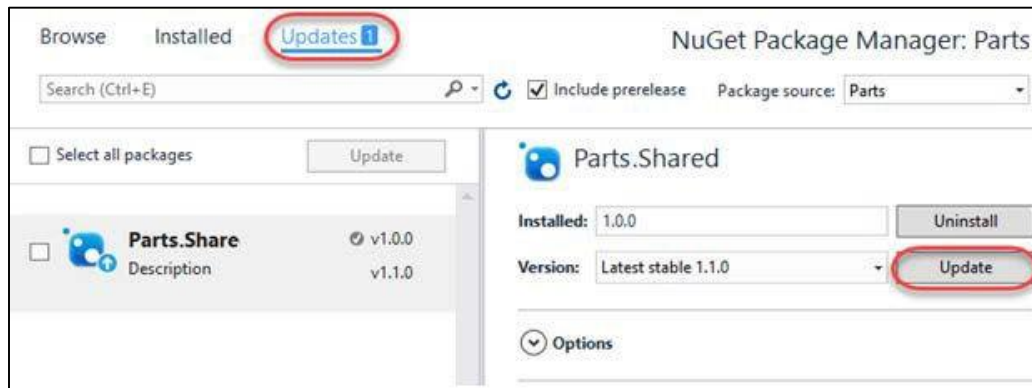 Browse Installed Updates 1
NuGet Package Manager: Parts
Search (Ctrl+E)
Include prerelease
Package source: Parts
Select all packages
Update
Parts.Share
v1.0.0
Description
v1.1.0
Parts.Shared
Installed: 1.0.0
Uninstall
Version: Latest stable 1.1.0
Update
Options